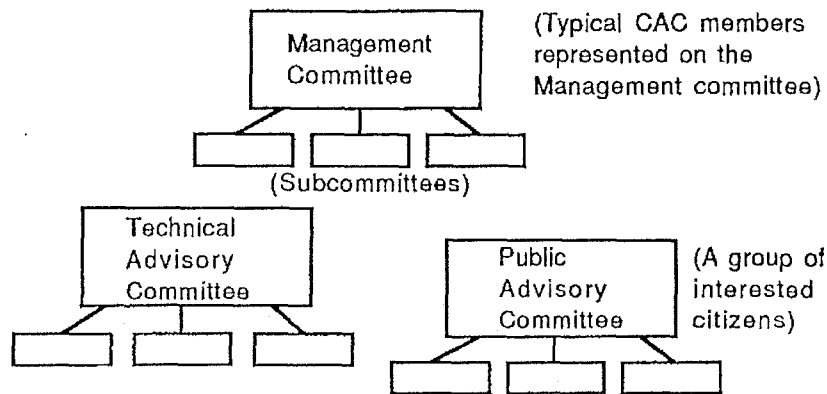 Management
Committee
(Typical CAC members
represented on the
Management committee)
(Subcommittees)
Technical
Advisory
Committee
Public
Advisory
Committee
(A group of
interested
citizens)